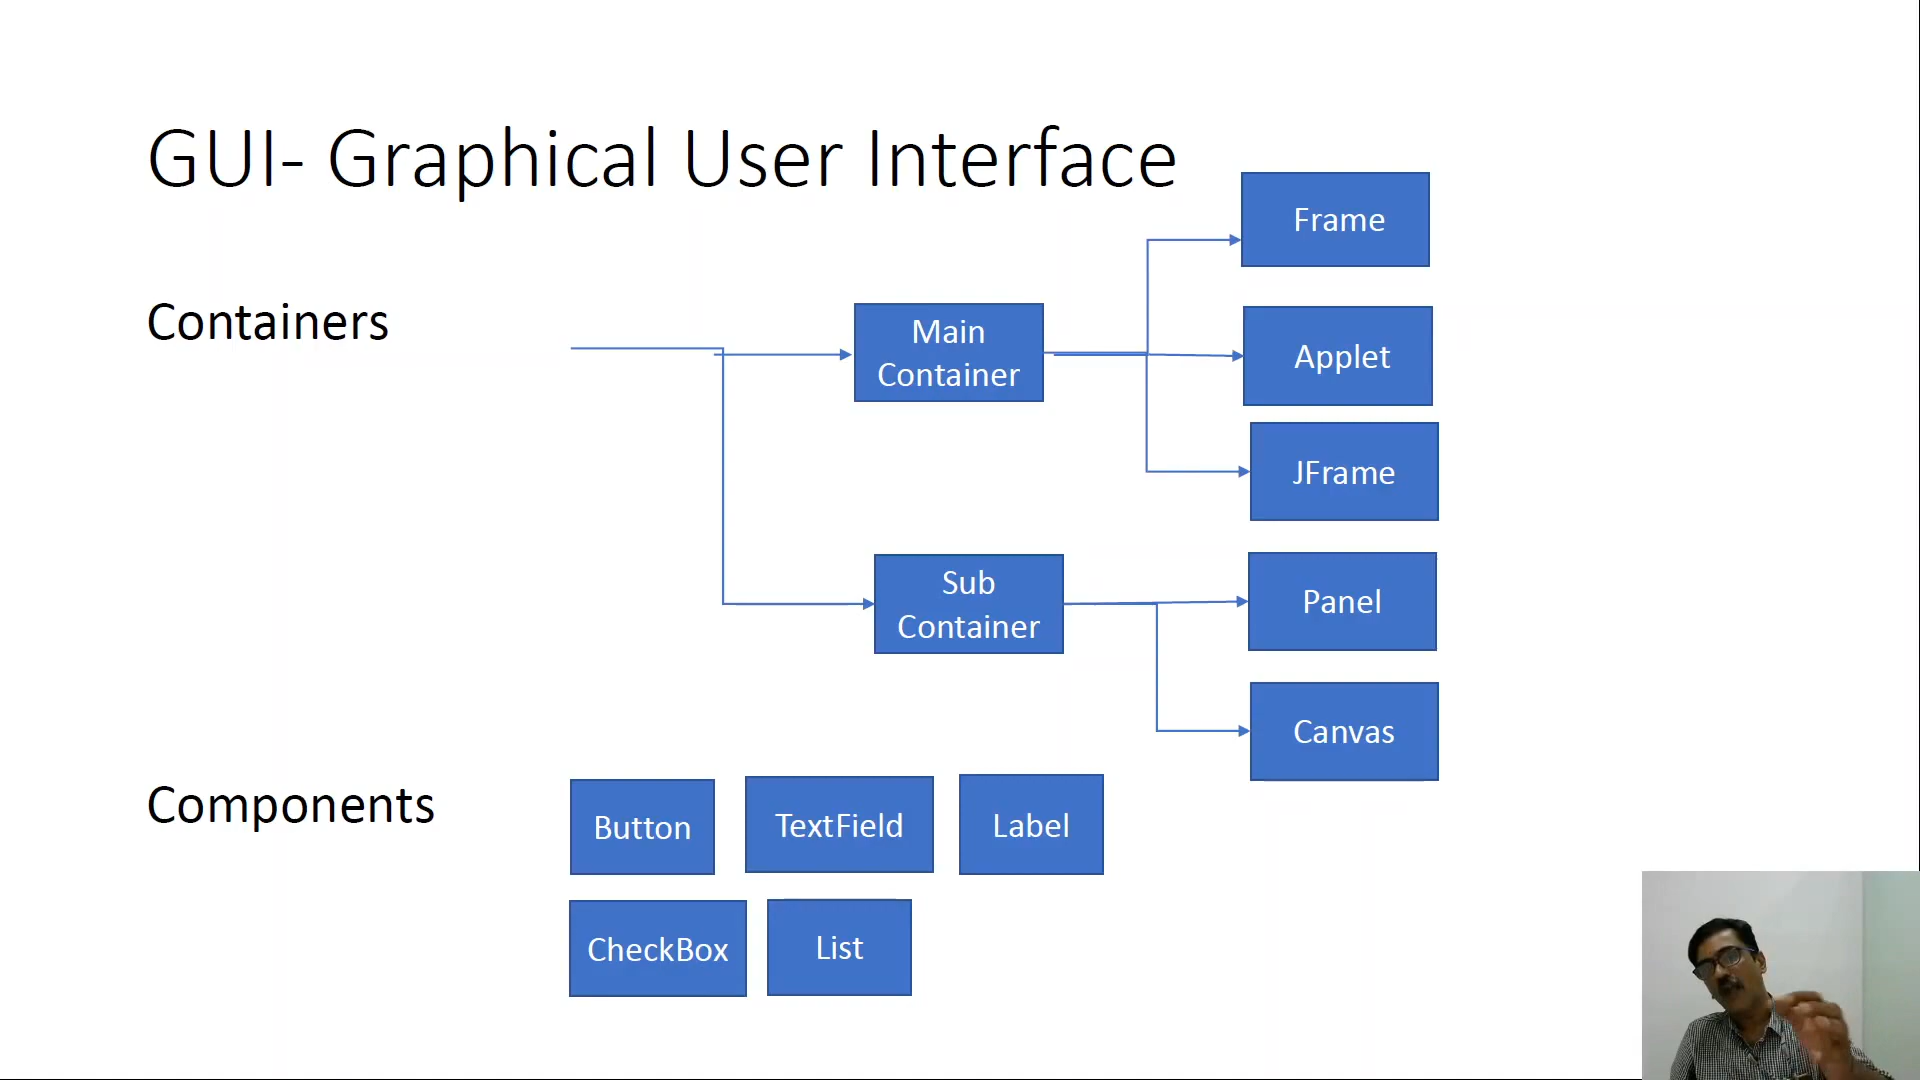 GUI- Graphical User Interface
Containers
Main
Container
Frame
Applet
JFrame
Sub
Container
Panel
Canvas
Components
Button
TextField
Label
CheckBox
List